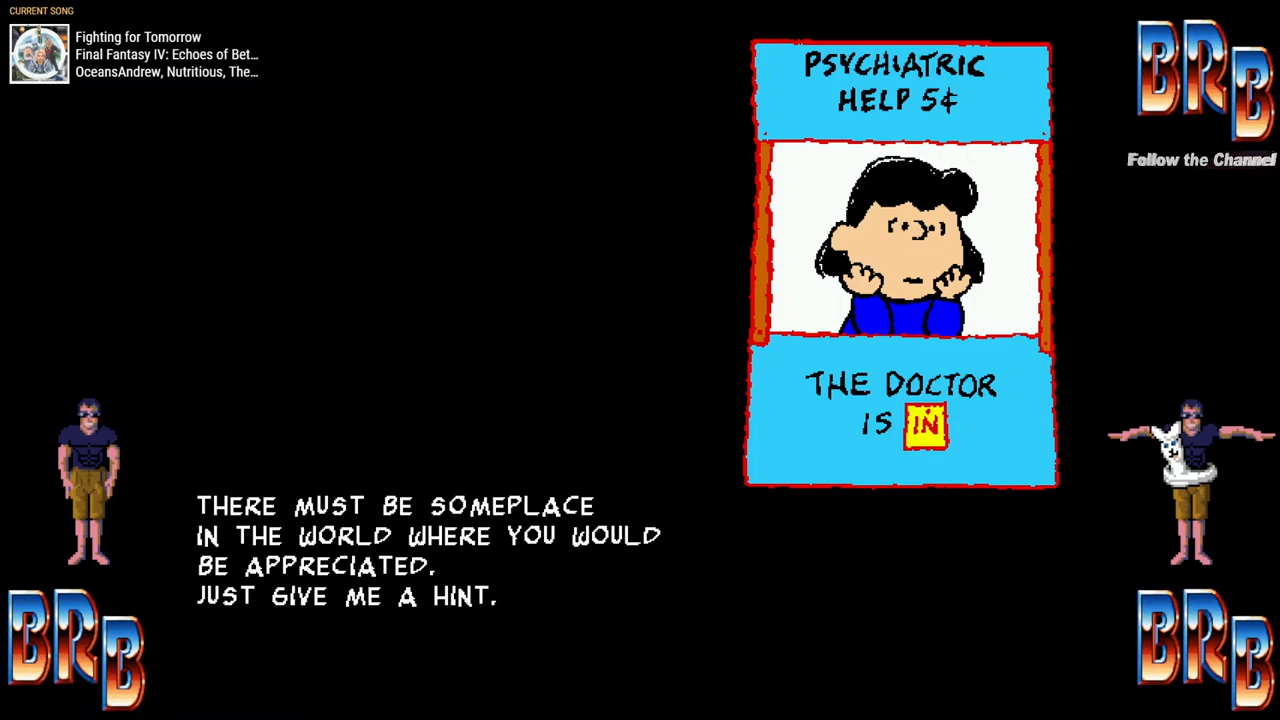 CURRENT SONG
Fighting for Tomorrow
Final Fantasy IV: Echoes of Bet...
OceansAndrew, Nutritious, The...
PSYCHIATRIC
HELP 5¢
THE DOCTOR
IS IN
BRB
Follow the Channel
THERE MUST BE SOMEPLACE
IN THE WORLD WHERE YOU WOULD
BE APPRECIATED.
JUST GIVE ME A HINT.
BRB
BRB